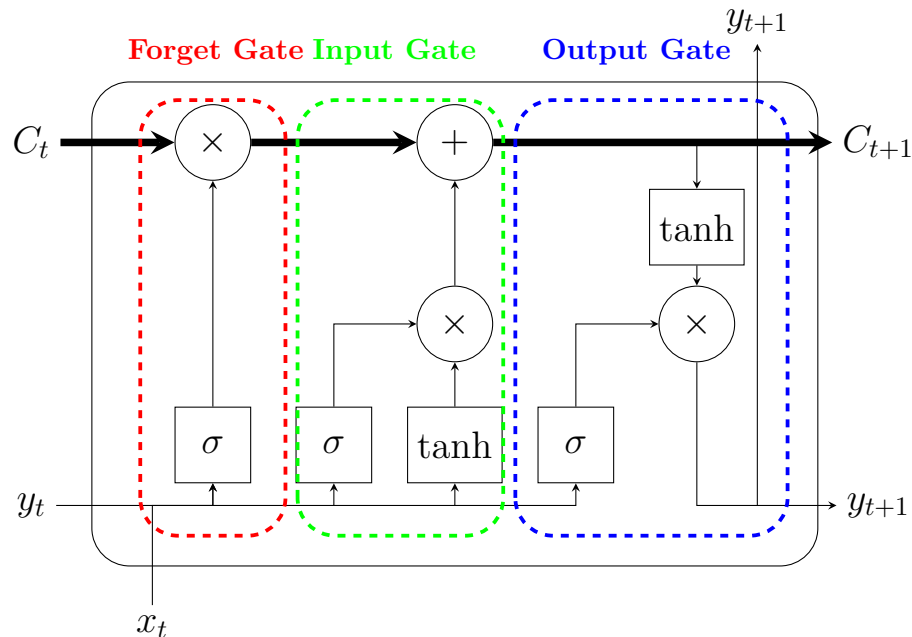 y_{t+1}
Forget Gate Input Gate Output Gate
C_t × + C_{t+1}
tanh
× ×
σ σ tanh σ
y_t y_{t+1}
x_t